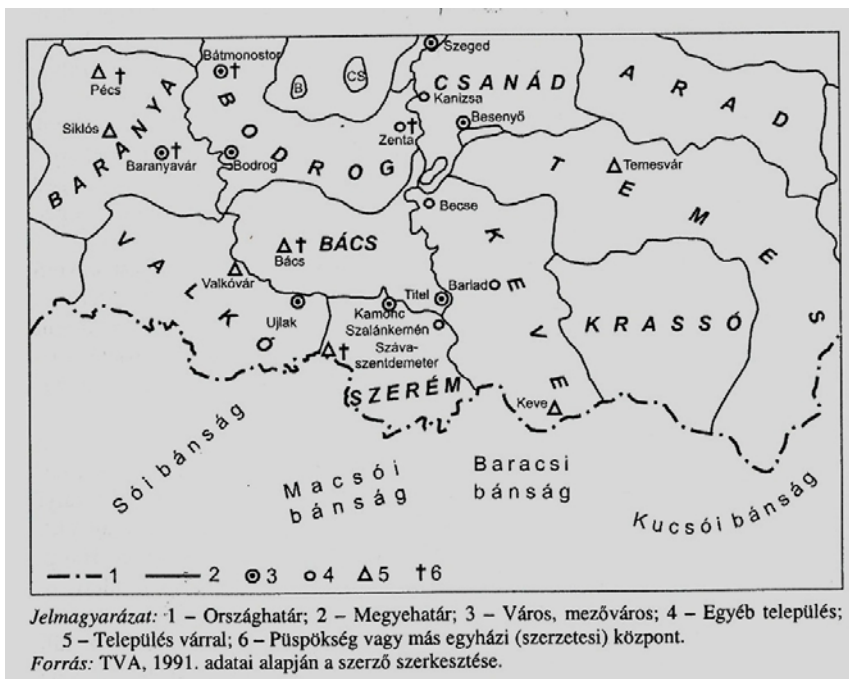 Szeged
Bátmonostor
Pécs
B
CS
CSANÁD
ARAD
Kanizsa
Siklós
Besenyő
Zenta
Baranyavár
Bodrog
BARANYA
BODROG
Temesvár
TEMES
Becse
VALKÓ
BÁCS
Bács
KEVE
Valkóvár
Titel
Barlad
Ujlak
Kamonc
Szalánkemén
KRASSÓ
Száva-
szentdemeter
SZERÉM
Keve
Sói bánság
Macsói
bánság
Baracsi
bánság
Kucsói bánság
1 2 3 4 5 6
Jelmagyarázat: 1 – Országhatár; 2 – Megyehatár; 3 – Város, mezőváros; 4 – Egyéb település;
5 – Település várral; 6 – Püspökség vagy más egyházi (szerzetesi) központ.
Forrás: TVA, 1991. adatai alapján a szerző szerkesztése.